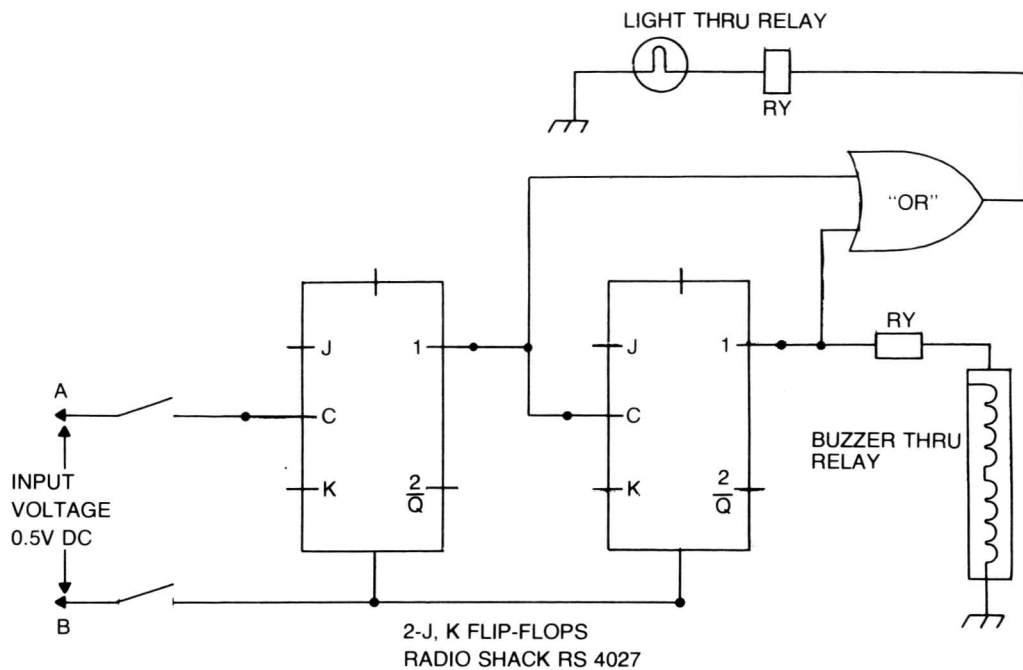 LIGHT THRU RELAY
RY
"OR"
J
1
C
K
2
Q
J
1
C
K
2
Q
RY
BUZZER THRU
RELAY
A
INPUT
VOLTAGE
0.5V DC
B
2-J, K FLIP-FLOPS
RADIO SHACK RS 4027